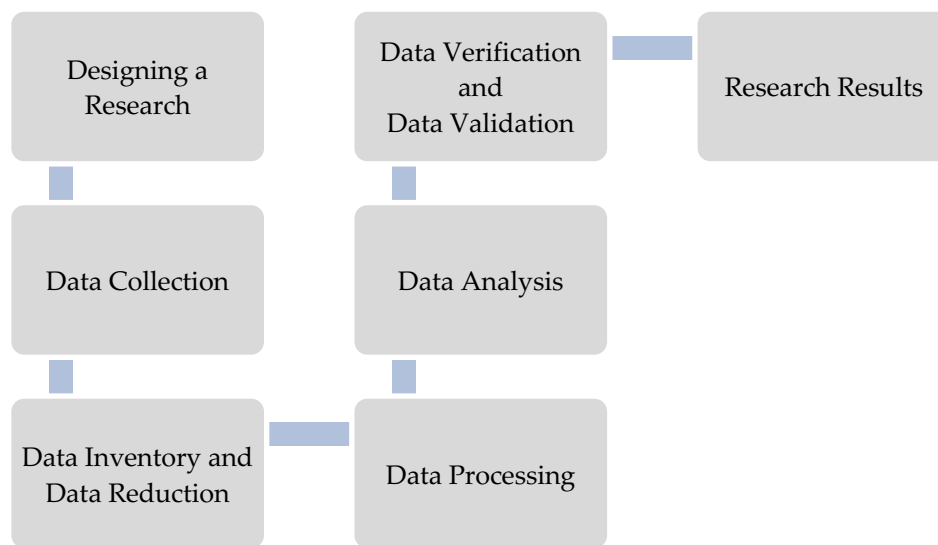 Designing a
Research
Data Collection
Data Inventory and
Data Reduction
Data Processing
Data Analysis
Data Verification
and
Data Validation
Research Results